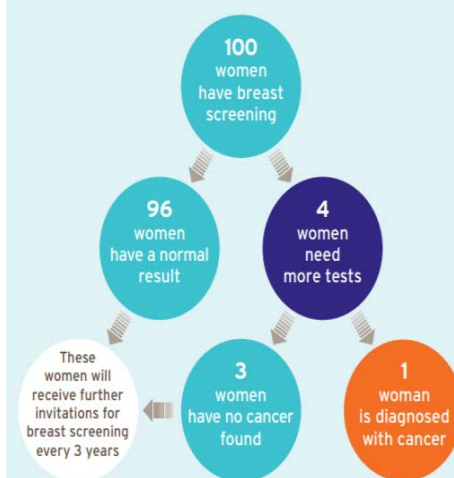 100
women
have breast
screening
96
women
have a normal
result
4
women
need
more tests
These
women will
receive further
invitations for
breast screening
every 3 years
3
women
have no cancer
found
1
woman
is diagnosed
with cancer